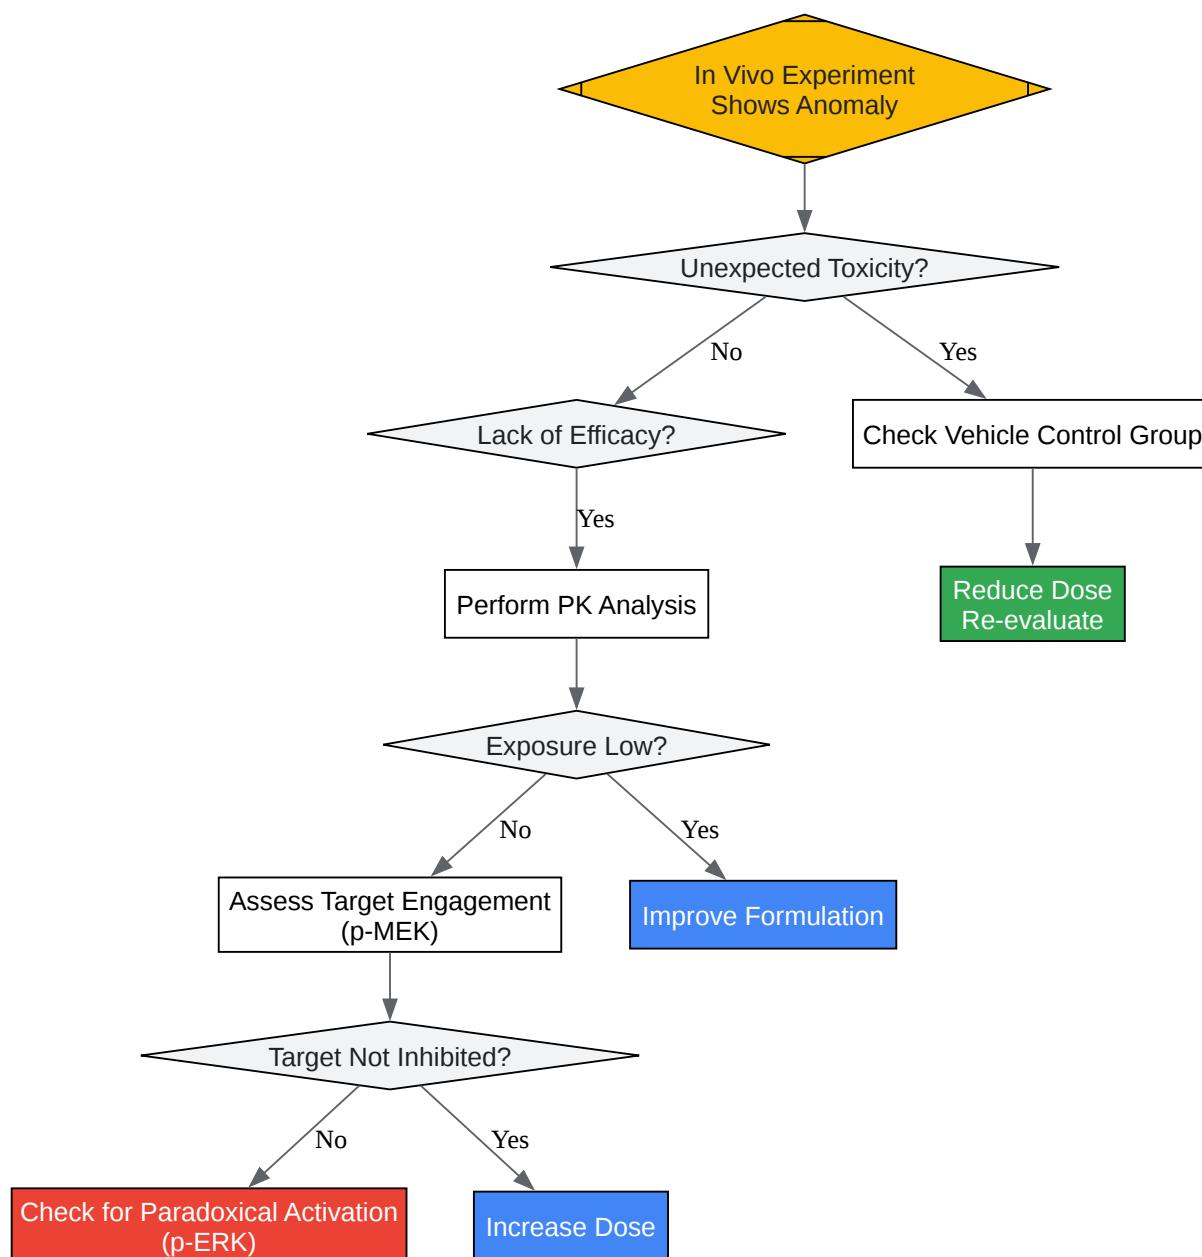 In Vivo Experiment
Shows Anomaly
Unexpected Toxicity?
No
Yes
Lack of Efficacy?
Check Vehicle Control Group
Yes
Perform PK Analysis
Reduce Dose
Re-evaluate
Exposure Low?
No
Yes
Assess Target Engagement
(p-MEK)
Improve Formulation
Target Not Inhibited?
No
Yes
Check for Paradoxical Activation
(p-ERK)
Increase Dose